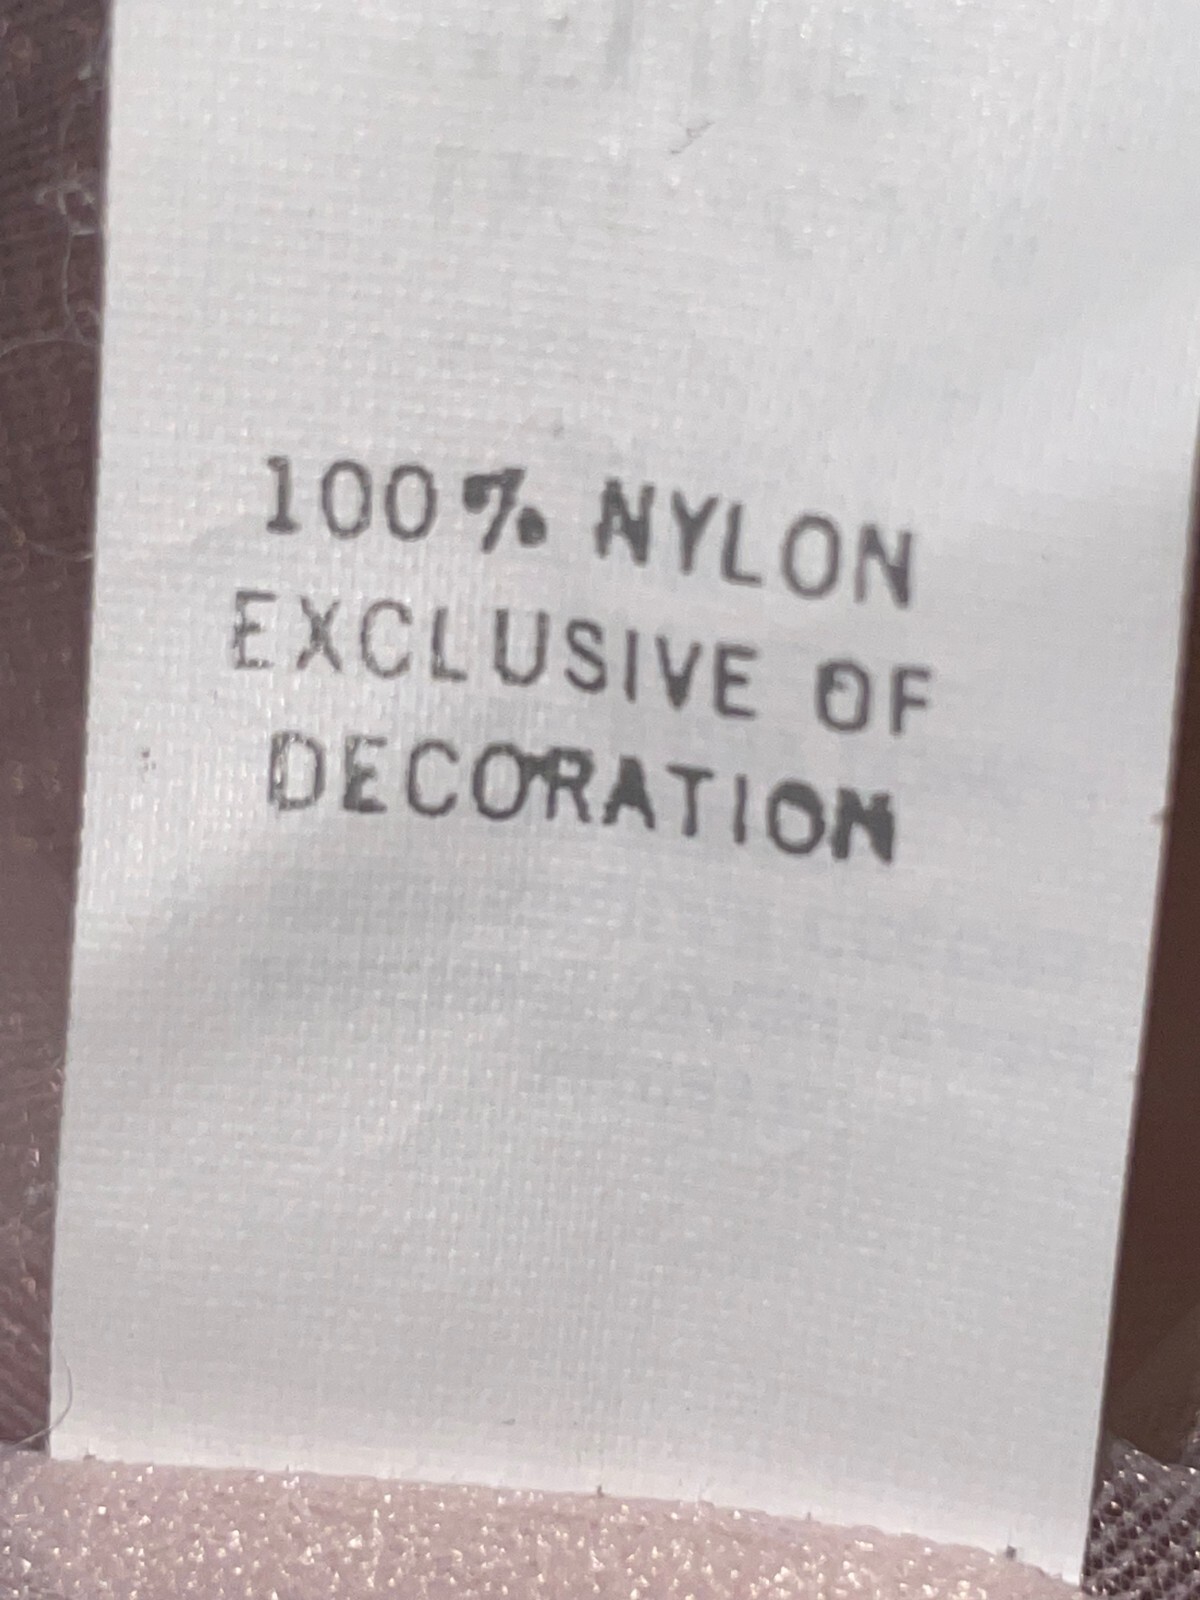 100% NYLON
EXCLUSIVE OF
DECORATION